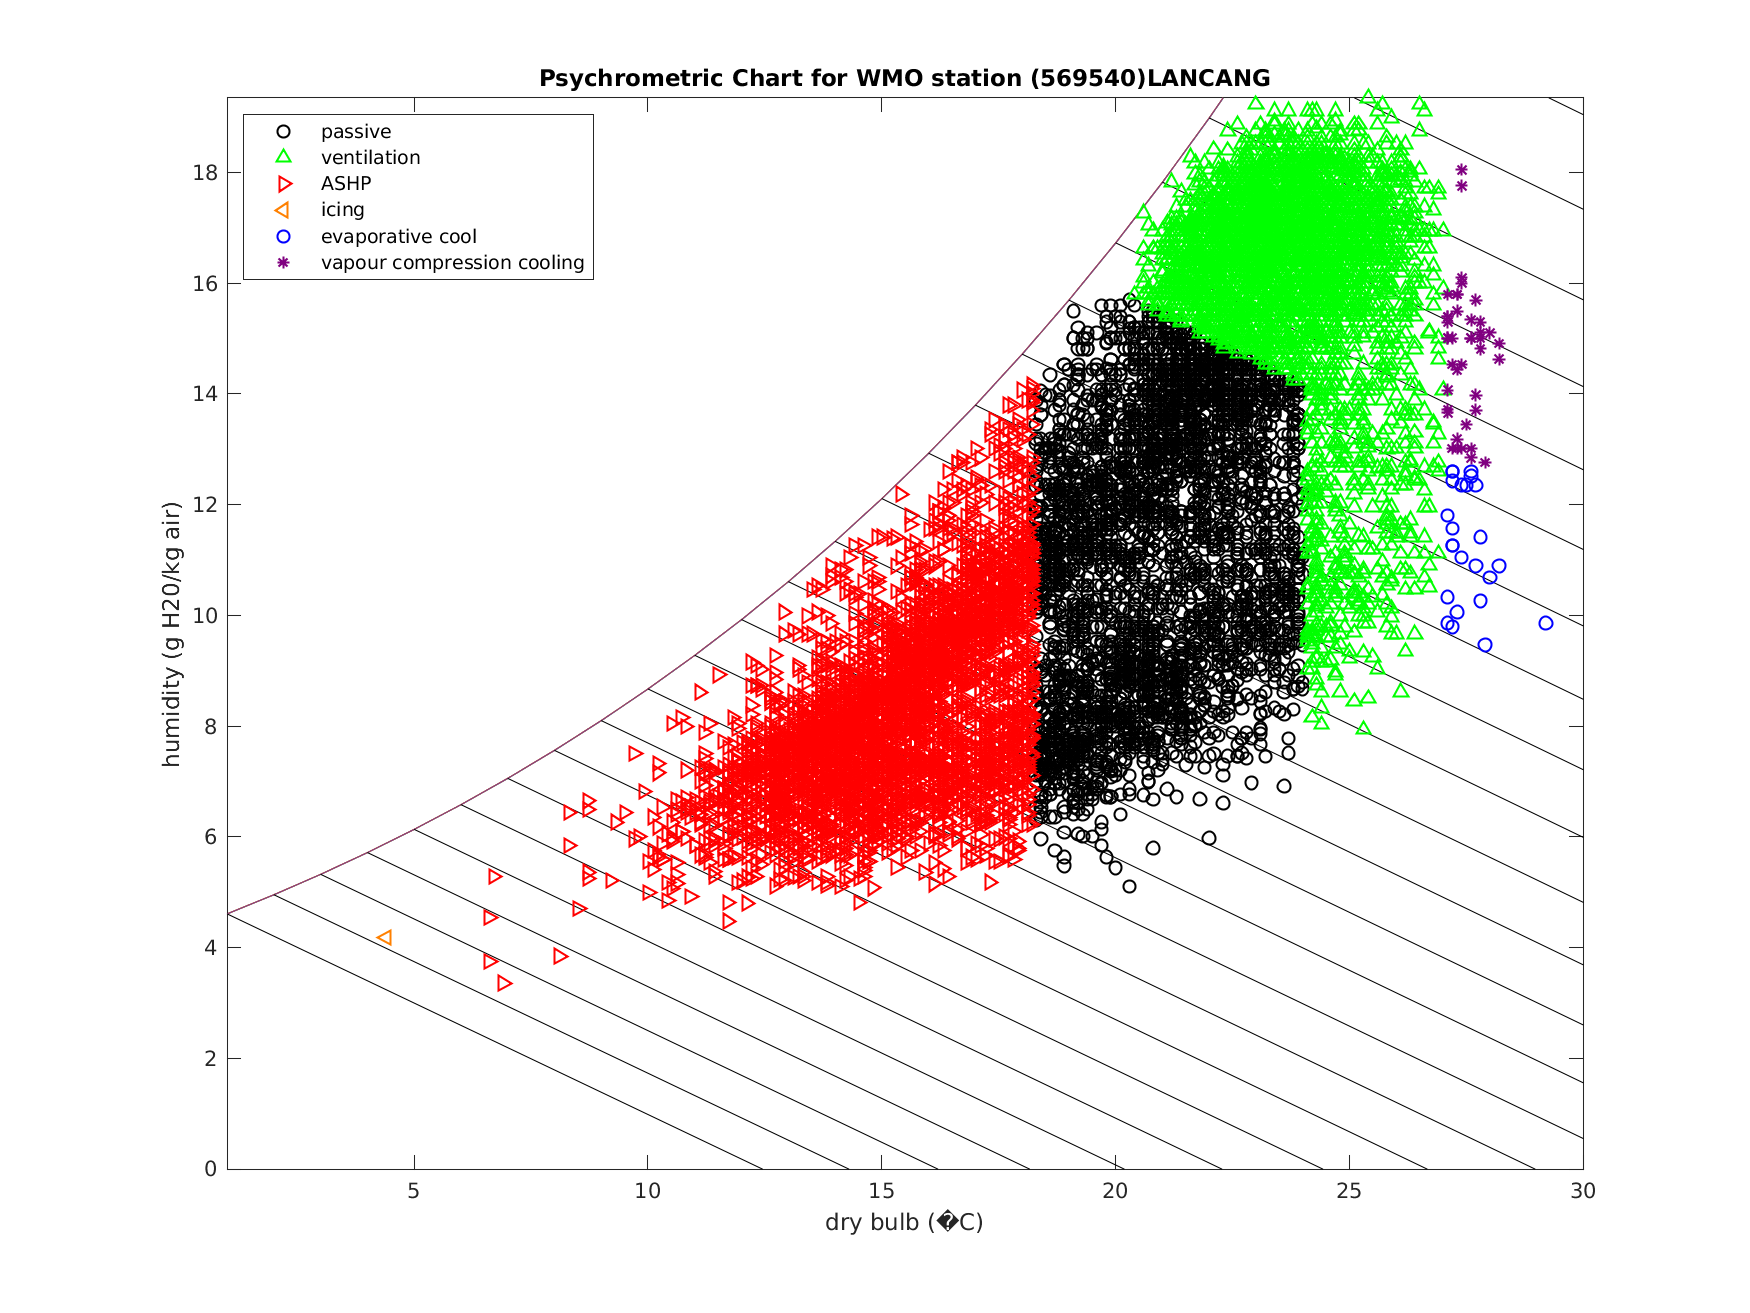 Psychrometric Chart for WMO station (569540)LANCANG
passive
ventilation
ASHP
icing
evaporative cool
vapour compression cooling
humidity (g H20/kg air)
18
16
14
12
10
8
6
4
2
0
5
10
15
20
25
30
dry bulb (�C)